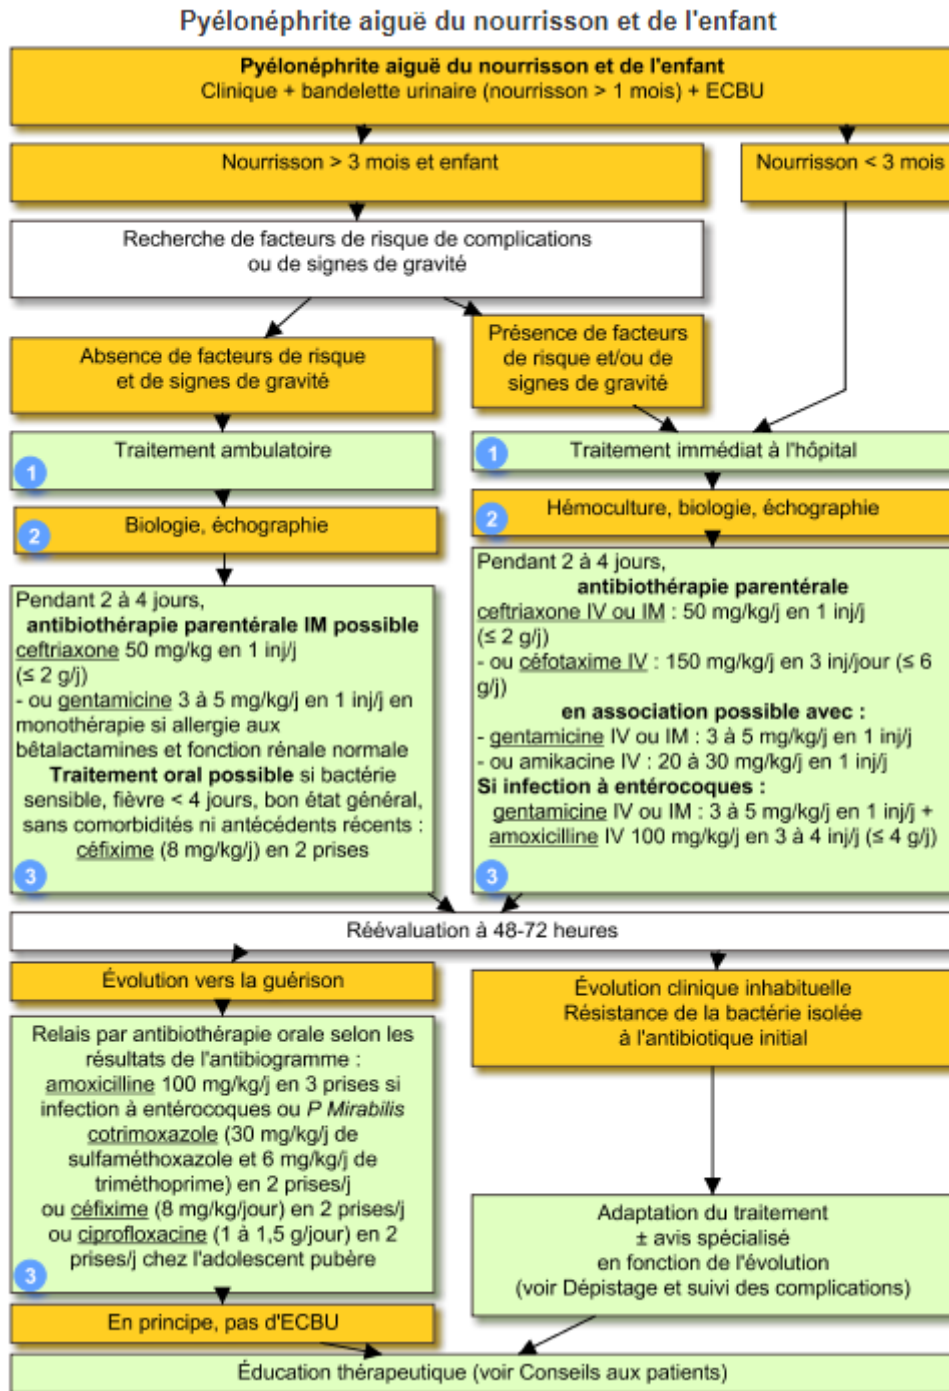 Pyélonéphrite aiguë du nourrisson et de l'enfant
Pyélonéphrite aiguë du nourrisson et de l'enfant
Clinique + bandelette urinaire (nourrisson > 1 mois) + ECBU
Nourrisson > 3 mois et enfant
Nourrisson < 3 mois
Recherche de facteurs de risque de complications
ou de signes de gravité
Absence de facteurs de risque
et de signes de gravité
Présence de facteurs
de risque et/ou de
signes de gravité
Traitement ambulatoire
1
Traitement immédiat à l'hôpital
1
Biologie, échographie
2
Hémoculture, biologie, échographie
2
Pendant 2 à 4 jours,
antibiothérapie parentérale IM possible
ceftriaxone 50 mg/kg en 1 inj/j
(≤ 2 g/j)
- ou gentamicine 3 à 5 mg/kg/j en 1 inj/j en
monothérapie si allergie aux
bêtalactamines et fonction rénale normale
Traitement oral possible si bactérie
sensible, fièvre < 4 jours, bon état général,
sans comorbidités ni antécédents récents :
céfixime (8 mg/kg/j) en 2 prises
3
Pendant 2 à 4 jours,
antibiothérapie parentérale
ceftriaxone IV ou IM : 50 mg/kg/j en 1 inj/j
(≤ 2 g/j)
- ou céfotaxime IV : 150 mg/kg/j en 3 inj/jour (≤ 6
g/j)
en association possible avec :
- gentamicine IV ou IM : 3 à 5 mg/kg/j en 1 inj/j
- ou amikacine IV : 20 à 30 mg/kg/j en 1 inj/j
Si infection à entérocoques :
gentamicine IV ou IM : 3 à 5 mg/kg/j en 1 inj/j +
amoxicilline IV 100 mg/kg/j en 3 à 4 inj/j (≤ 4 g/j)
3
Réévaluation à 48-72 heures
Évolution vers la guérison
Évolution clinique inhabituelle
Résistance de la bactérie isolée
à l'antibiotique initial
Relais par antibiothérapie orale selon les
résultats de l'antibiogramme :
amoxicilline 100 mg/kg/j en 3 prises si
infection à entérocoques ou P Mirabilis
cotrimoxazole (30 mg/kg/j de
sulfaméthoxazole et 6 mg/kg/j de
triméthoprime) en 2 prises/j
ou céfixime (8 mg/kg/jour) en 2 prises/j
ou ciprofloxacine (1 à 1,5 g/jour) en 2
prises/j chez l'adolescent pubère
3
Adaptation du traitement
± avis spécialisé
en fonction de l'évolution
(voir Dépistage et suivi des complications)
En principe, pas d'ECBU
Éducation thérapeutique (voir Conseils aux patients)